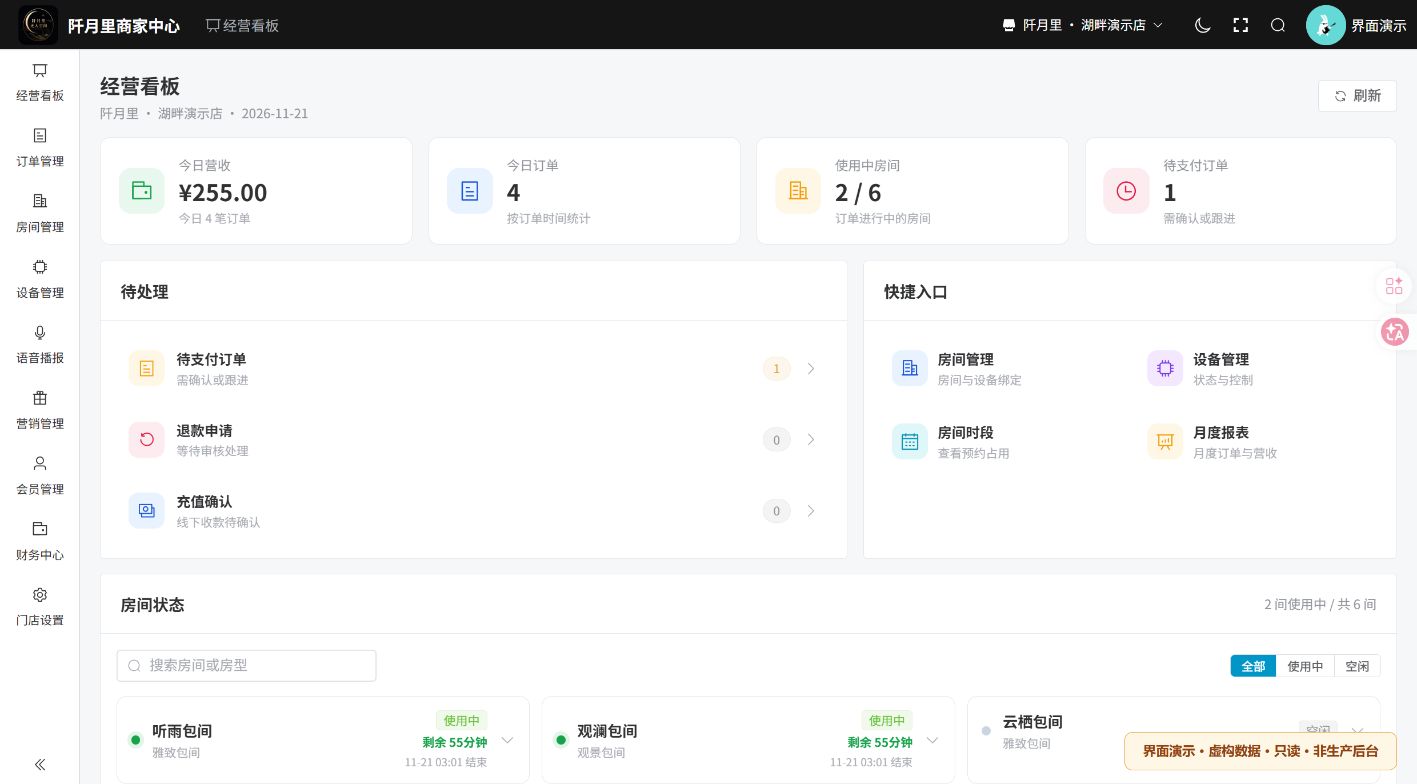 阡月里商家中心
经营看板
阡月里 · 湖畔演示店
界面演示
经营看板
订单管理
房间管理
设备管理
语音播报
营销管理
会员管理
财务中心
门店设置
经营看板
阡月里 · 湖畔演示店 · 2026-11-21
刷新
今日营收
¥255.00
今日 4 笔订单
今日订单
4
按订单时间统计
使用中房间
2 / 6
订单进行中的房间
待支付订单
1
需确认或跟进
待处理
待支付订单
需确认或跟进
1
退款申请
等待审核处理
0
充值确认
线下收款待确认
0
快捷入口
房间管理
房间与设备绑定
设备管理
状态与控制
房间时段
查看预约占用
月度报表
月度订单与营收
房间状态
2 间使用中 / 共 6 间
搜索房间或房型
全部
使用中
空闲
听雨包间
雅致包间
使用中
剩余 55分钟
11-21 03:01 结束
观澜包间
观景包间
使用中
剩余 55分钟
11-21 03:01 结束
云栖包间
雅致包间
空闲
界面演示 · 虚构数据 · 只读 · 非生产后台